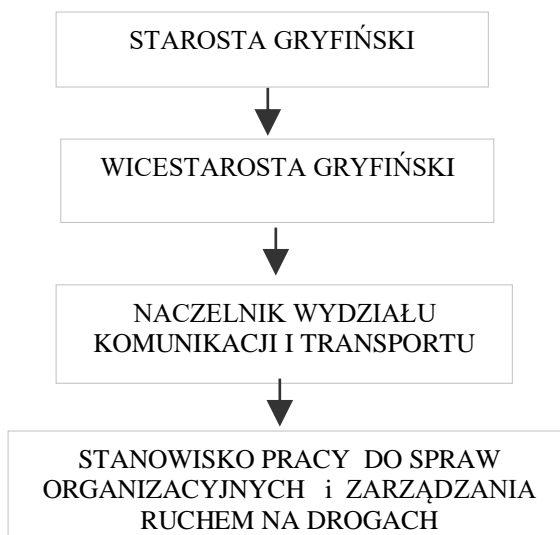 STAROSTA GRYFIŃSKI
WICESTAROSTA GRYFIŃSKI
NACZELNIK WYDZIAŁU
KOMUNIKACJI I TRANSPORTU
STANOWISKO PRACY DO SPRAW
ORGANIZACYJNYCH i ZARZĄDZANIA
RUCHEM NA DROGACH